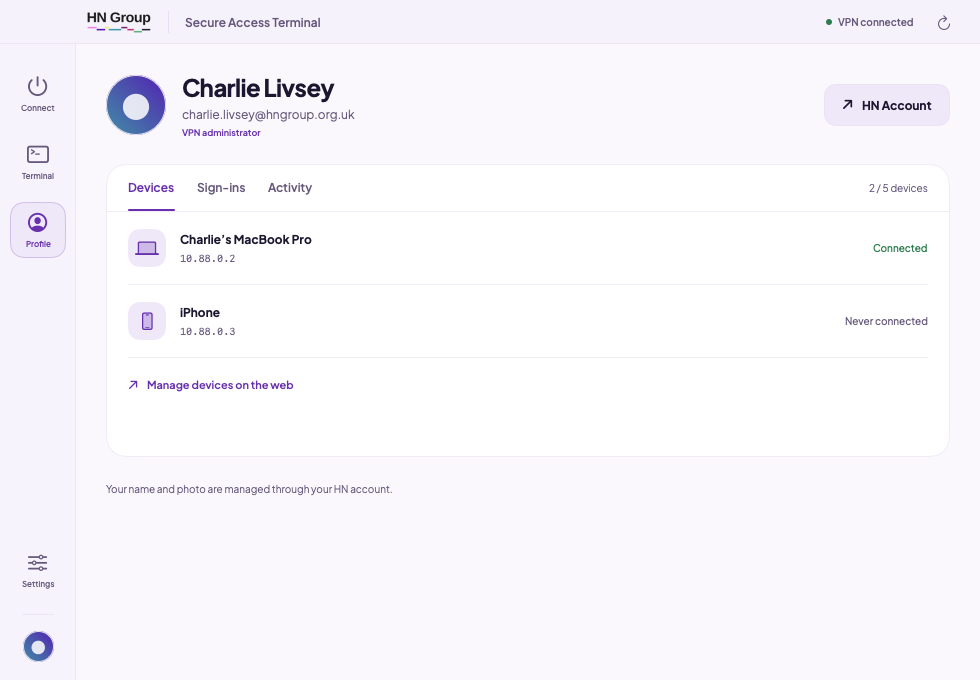 HN Group
Secure Access Terminal
VPN connected
Connect
Terminal
Profile
Settings
Charlie Livsey
charlie.livsey@hngroup.org.uk
VPN administrator
HN Account
Devices Sign-ins Activity
2 / 5 devices
Charlie’s MacBook Pro
10.88.0.2
Connected
iPhone
10.88.0.3
Never connected
Manage devices on the web
Your name and photo are managed through your HN account.